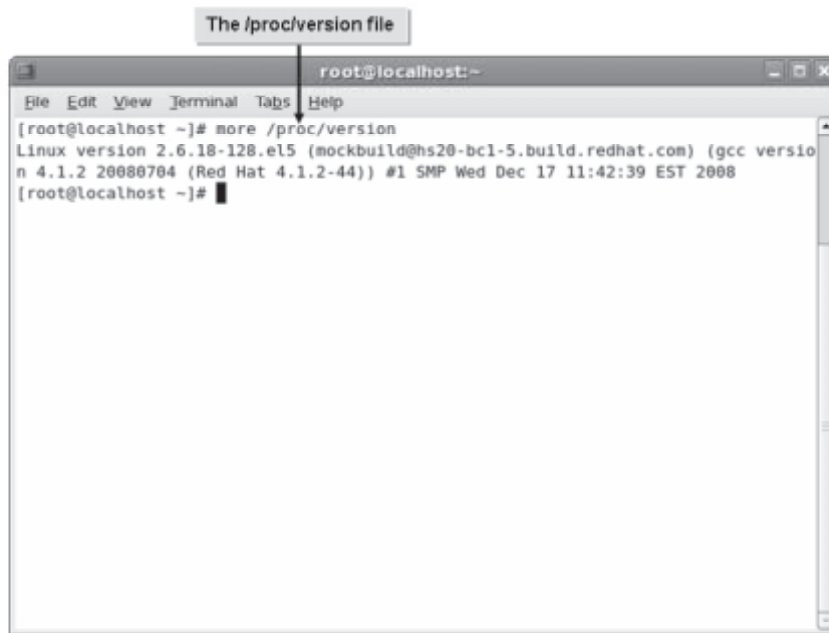 The /proc/version file
root@localhost:~
File Edit View Terminal Tabs Help
[root@localhost ~]# more /proc/version
Linux version 2.6.18-128.el5 (mockbuild@hs20-bc1-5.build.redhat.com) (gcc versio
n 4.1.2 20080704 (Red Hat 4.1.2-44)) #1 SMP Wed Dec 17 11:42:39 EST 2008
[root@localhost ~]#